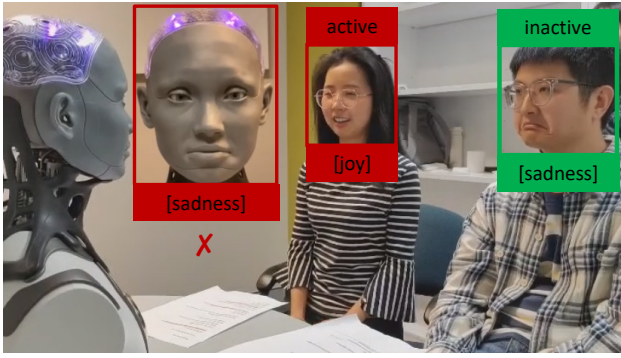 active
inactive
[joy]
[sadness]
[sadness]
✗